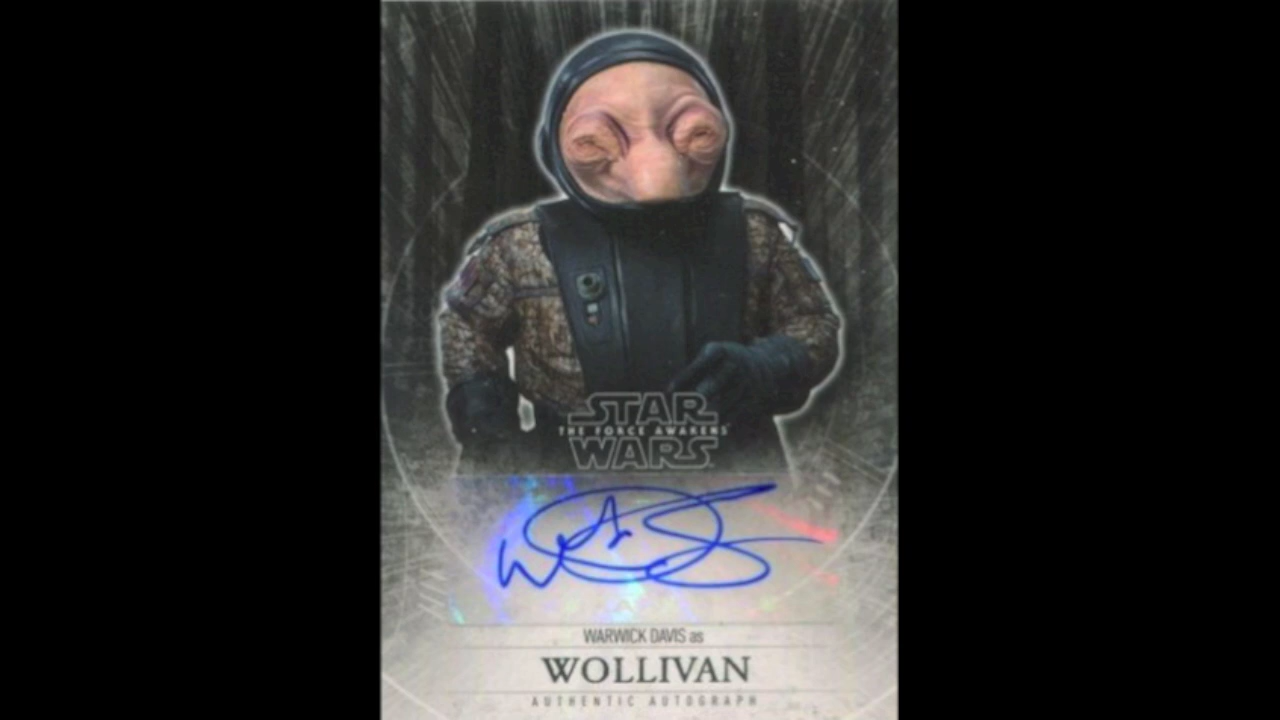 STAR
THE FORCE AWAKENS
WARS
WARWICK DAVIS as
WOLLIVAN
AUTHENTIC AUTOGRAPH